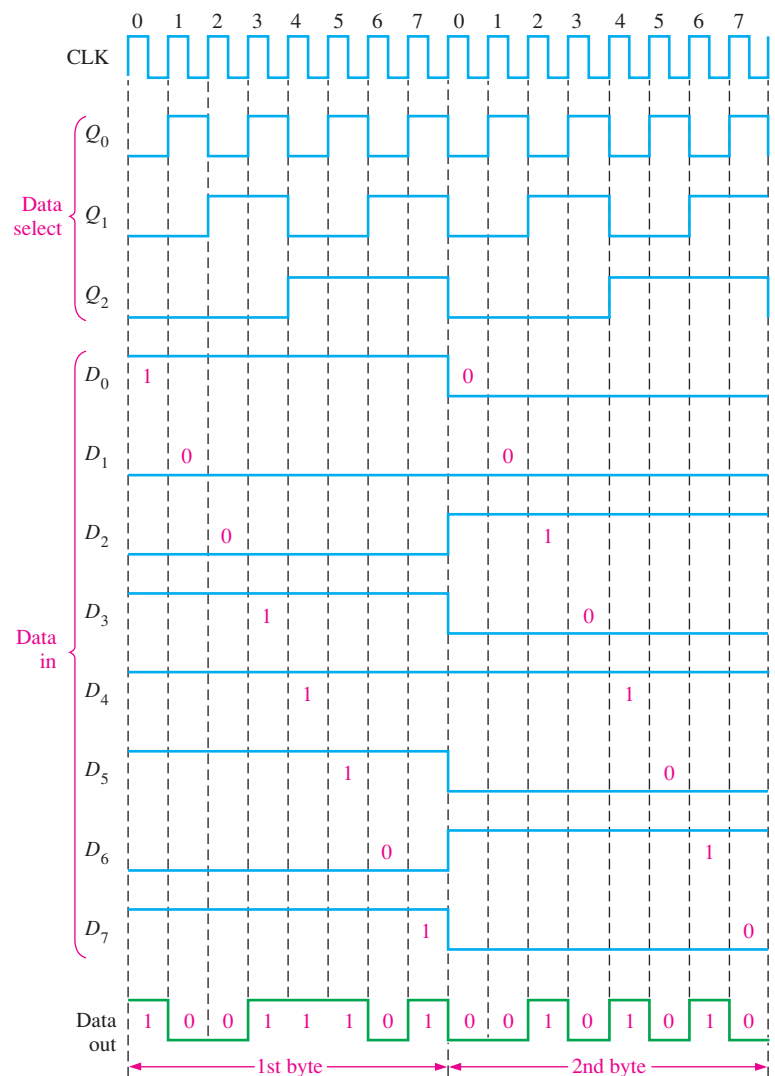 0 1 2 3 4 5 6 7 0 1 2 3 4 5 6 7
CLK
Q0
Q1
Data
select
Q2
D0
1 0
D1
0 0
D2
0 1
D3
1 0
Data
in
D4
1 1
D5
1 0
D6
0 1
D7
1 0
Data
out
1 0 0 1 1 1 0 1 0 0 1 0 1 0 1 0
1st byte 2nd byte